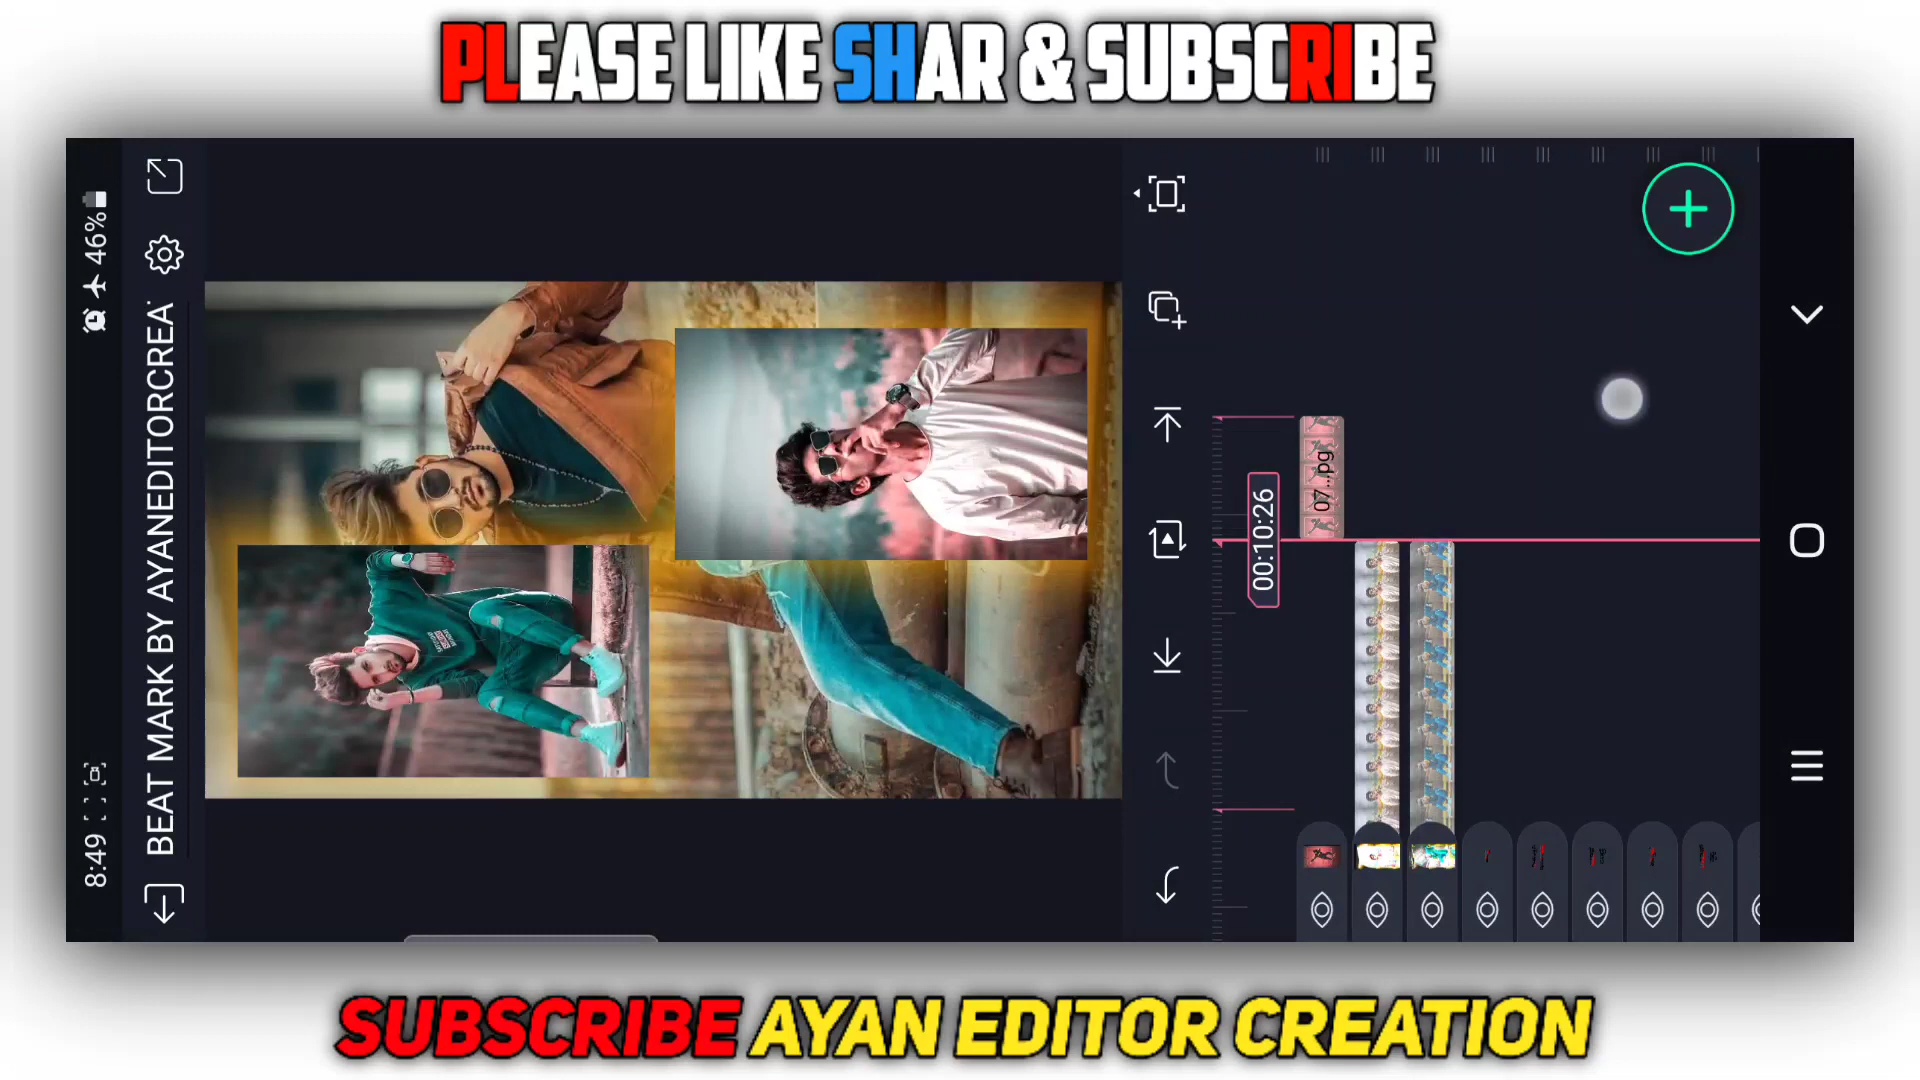 PLEASE LIKE SHAR & SUBSCRIBE
8:49
46%
BEAT MARK BY AYANEDITORCREA
00:10:26
07...pg
SUBSCRIBE AYAN EDITOR CREATION